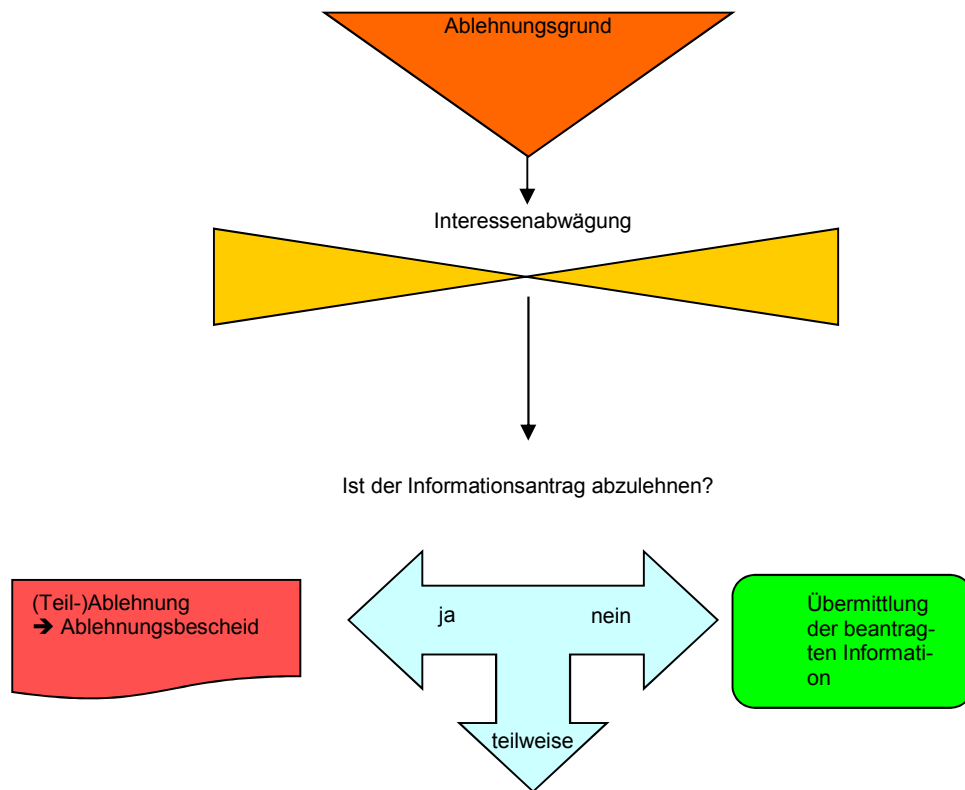 Ablehnungsgrund
Interessenabwägung
Ist der Informationsantrag abzulehnen?
(Teil-)Ablehnung
➔ Ablehnungsbescheid
ja
nein
teilweise
Übermittlung
der beantrag-
ten Informati-
on